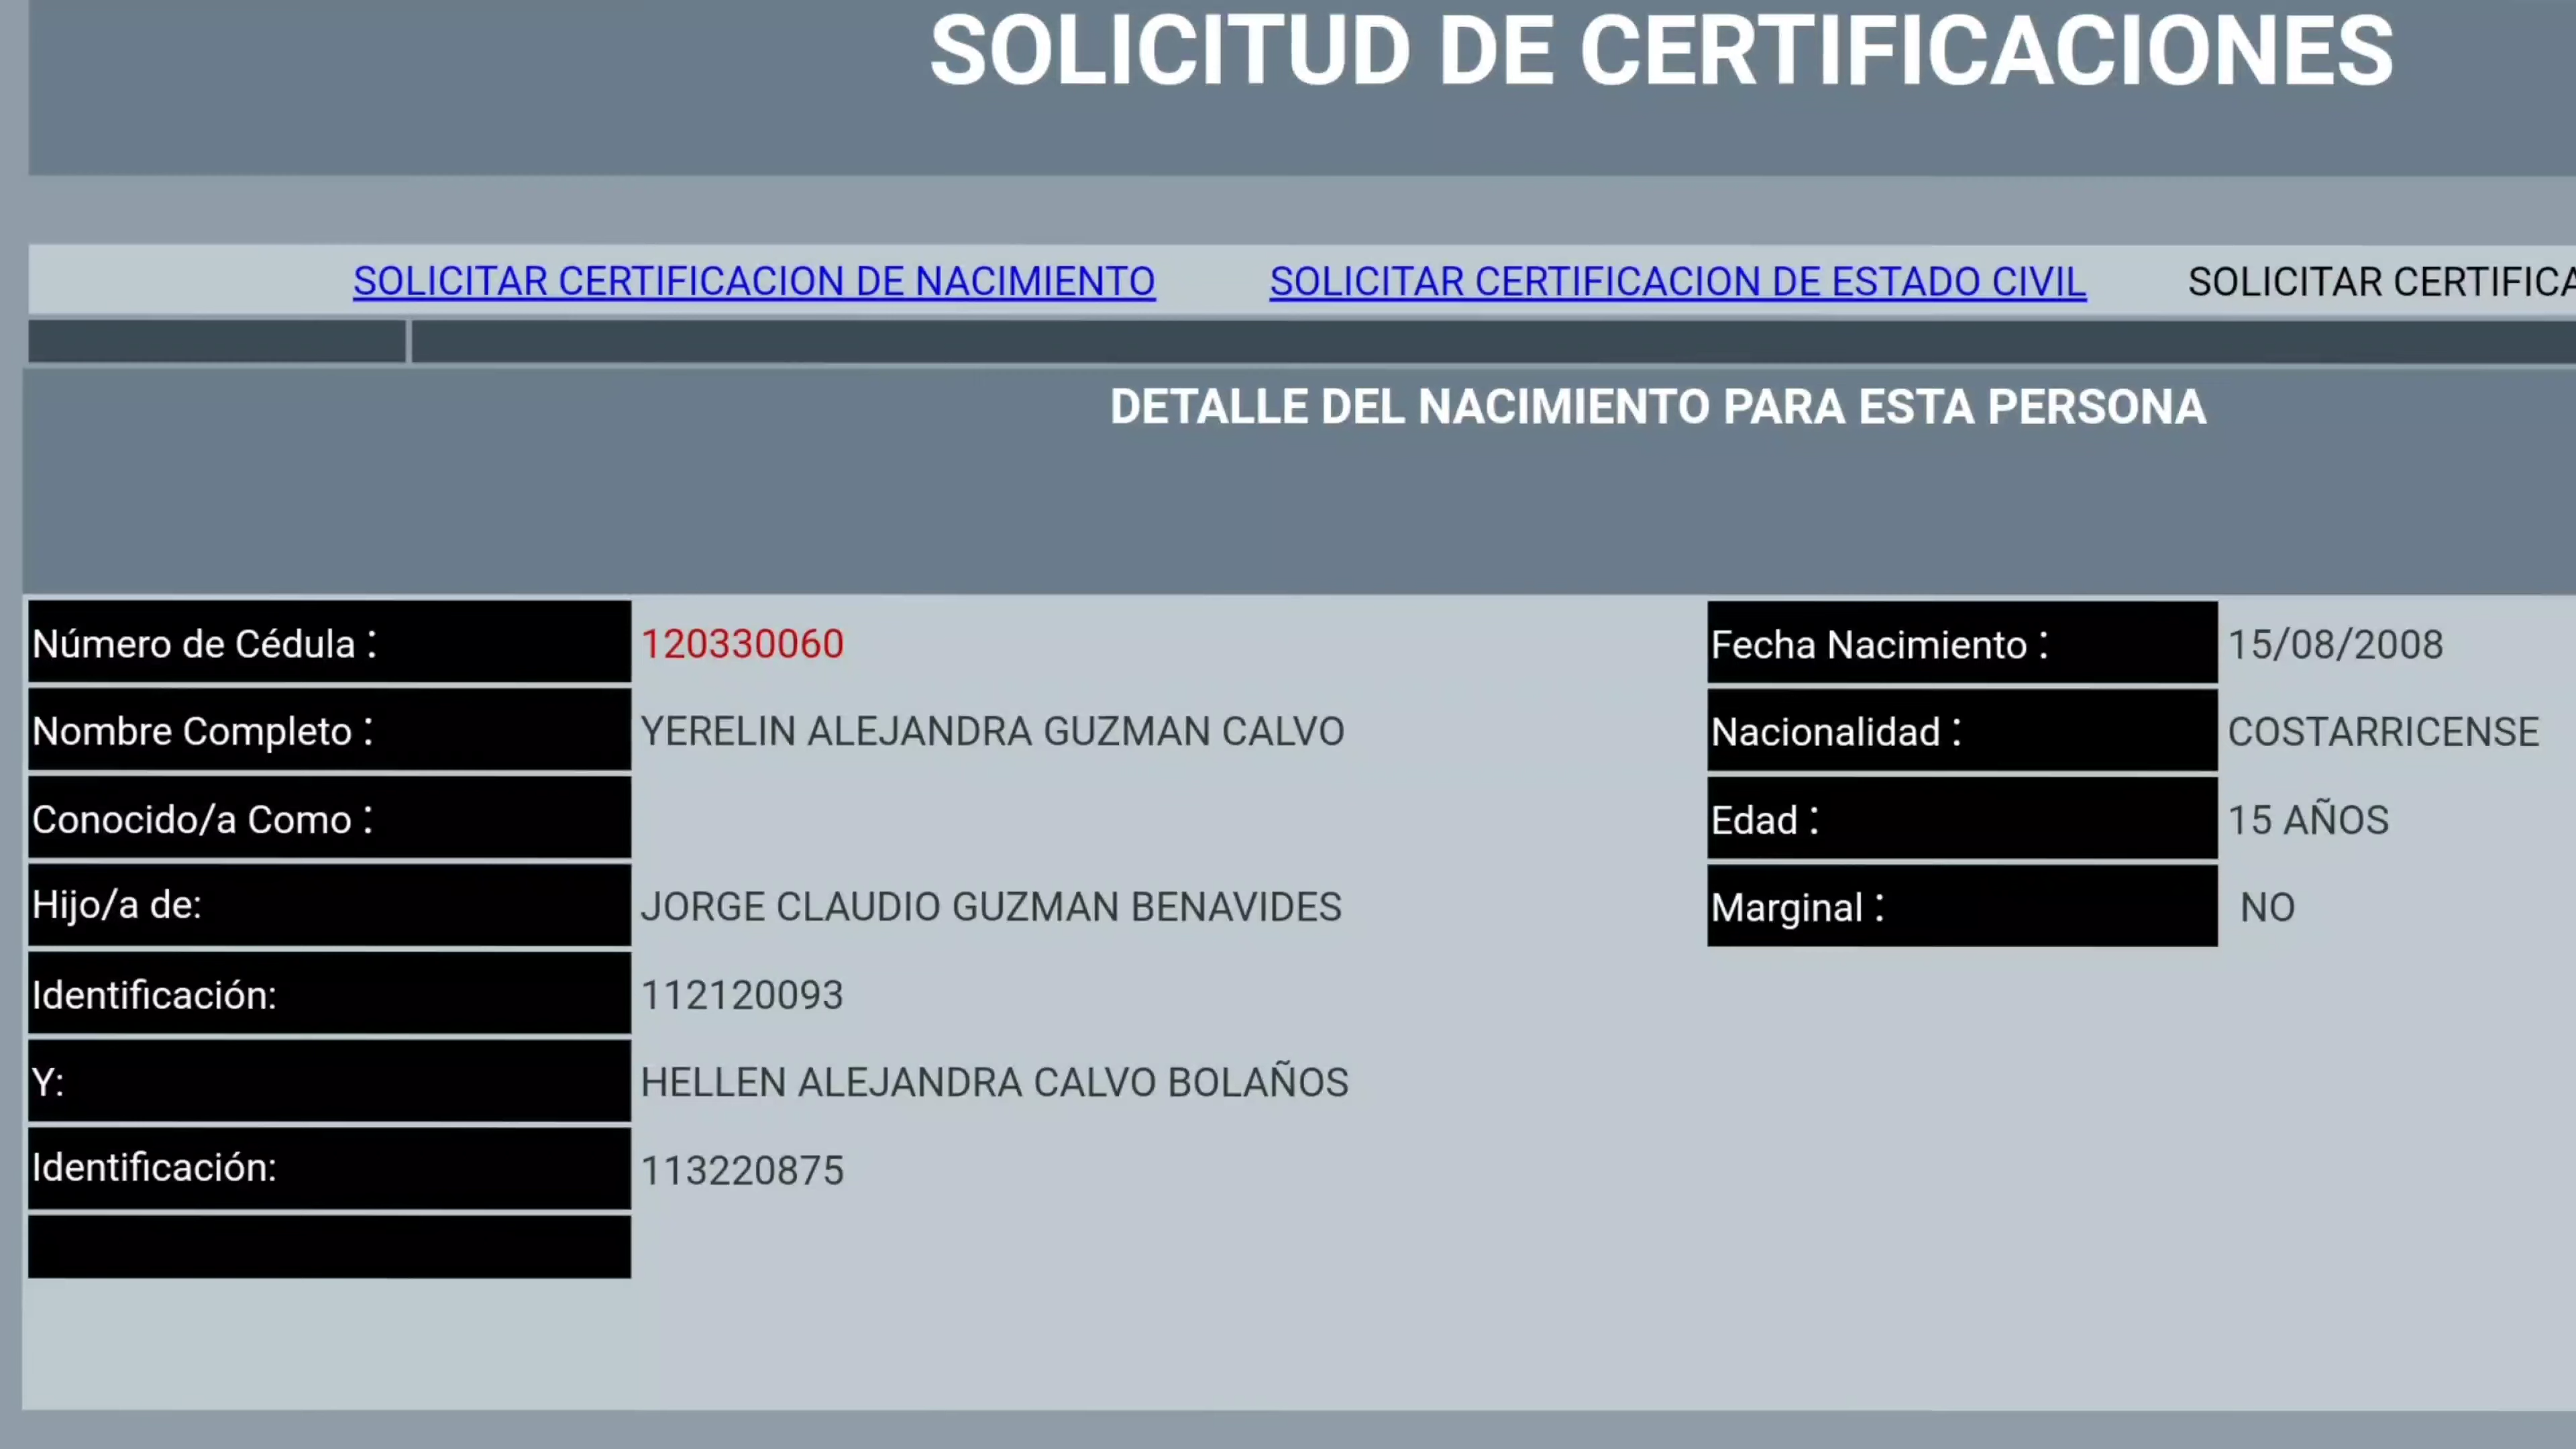 SOLICITUD DE CERTIFICACIONES
SOLICITAR CERTIFICACION DE NACIMIENTO SOLICITAR CERTIFICACION DE ESTADO CIVIL SOLICITAR CERTIFICA
DETALLE DEL NACIMIENTO PARA ESTA PERSONA
Número de Cédula : 120330060 Fecha Nacimiento : 15/08/2008
Nombre Completo : YERELIN ALEJANDRA GUZMAN CALVO Nacionalidad : COSTARRICENSE
Conocido/a Como : Edad : 15 AÑOS
Hijo/a de: JORGE CLAUDIO GUZMAN BENAVIDES Marginal : NO
Identificación: 112120093
Y: HELLEN ALEJANDRA CALVO BOLAÑOS
Identificación: 113220875